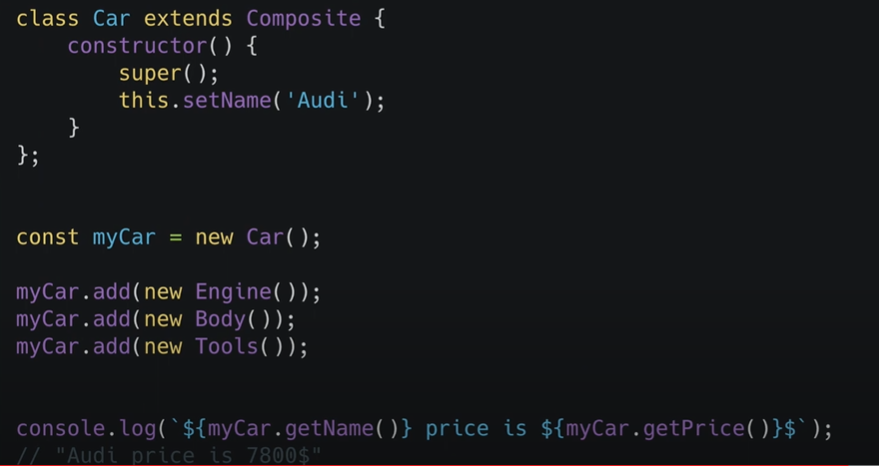 class Car extends Composite {
    constructor() {
        super();
        this.setName('Audi');
    }
};
const myCar = new Car();
myCar.add(new Engine());
myCar.add(new Body());
myCar.add(new Tools());
console.log(`${myCar.getName()} price is ${myCar.getPrice()}$`);
// "Audi price is 7800$"